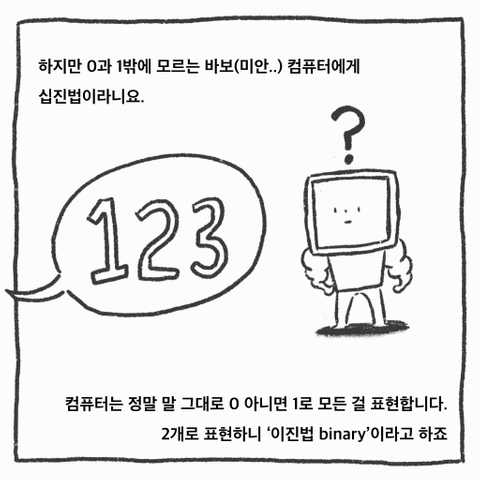 하지만 0과 1밖에 모르는 바보(미안..) 컴퓨터에게
십진법이라니요.
?
123
컴퓨터는 정말 말 그대로 0 아니면 1로 모든 걸 표현합니다.
2개로 표현하니 ‘이진법 binary’이라고 하죠